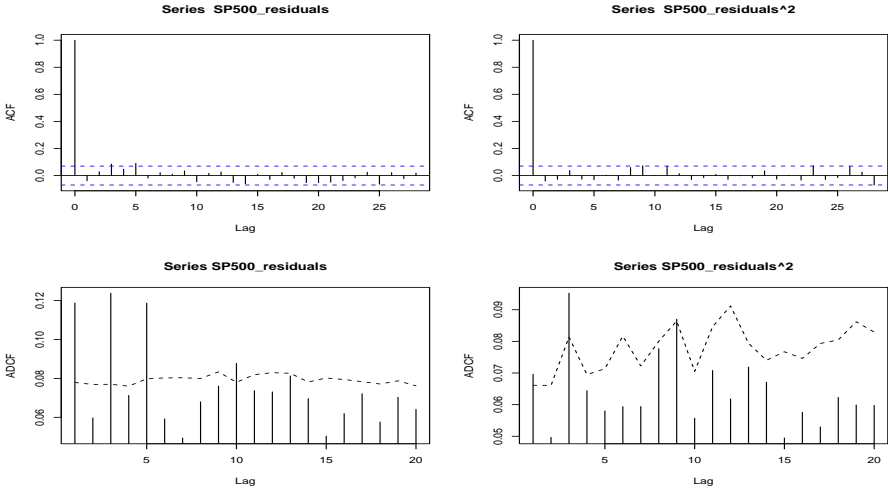 Series SP500_residuals
ACF
1.0
0.8
0.6
0.4
0.2
0.0
0 5 10 15 20 25
Lag
Series SP500_residuals^2
ACF
1.0
0.8
0.6
0.4
0.2
0.0
0 5 10 15 20 25
Lag
Series SP500_residuals
ADCF
0.12
0.10
0.08
0.06
5 10 15 20
Lag
Series SP500_residuals^2
ADCF
0.09
0.08
0.07
0.06
0.05
5 10 15 20
Lag